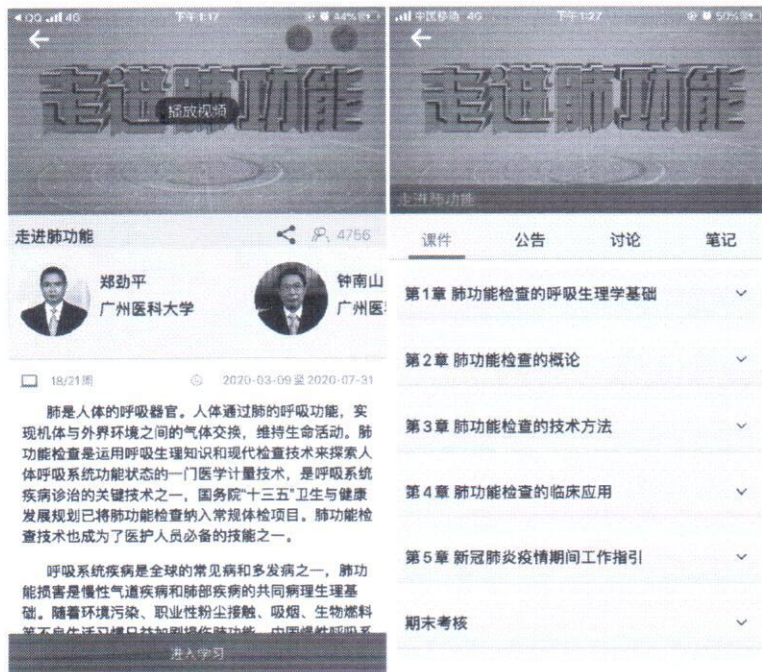 QQ 4G 下午1:17 44%
走进肺功能
播放视频
走进肺功能 4756
郑劲平
广州医科大学
钟南山
广州医
18/21周 2020-03-09至2020-07-31
肺是人体的呼吸器官。人体通过肺的呼吸功能，实
现机体与外界环境之间的气体交换，维持生命活动。肺
功能检查是运用呼吸生理知识和现代检查技术来探索人
体呼吸系统功能状态的一门医学计量技术，是呼吸系统
疾病诊治的关键技术之一，国务院“十三五”卫生与健康
发展规划已将肺功能检查纳入常规体检项目。肺功能检
查技术也成为了医护人员必备的技能之一。
呼吸系统疾病是全球的常见病和多发病之一，肺功
能损害是慢性气道疾病和肺部疾病的共同病理生理基
础。随着环境污染、职业性粉尘接触、吸烟、生物燃料
进入学习
中国移动 4G 下午1:27 50%
走进肺功能
走进肺功能
课件 公告 讨论 笔记
第1章 肺功能检查的呼吸生理学基础
第2章 肺功能检查的概论
第3章 肺功能检查的技术方法
第4章 肺功能检查的临床应用
第5章 新冠肺炎疫情期间工作指引
期末考核